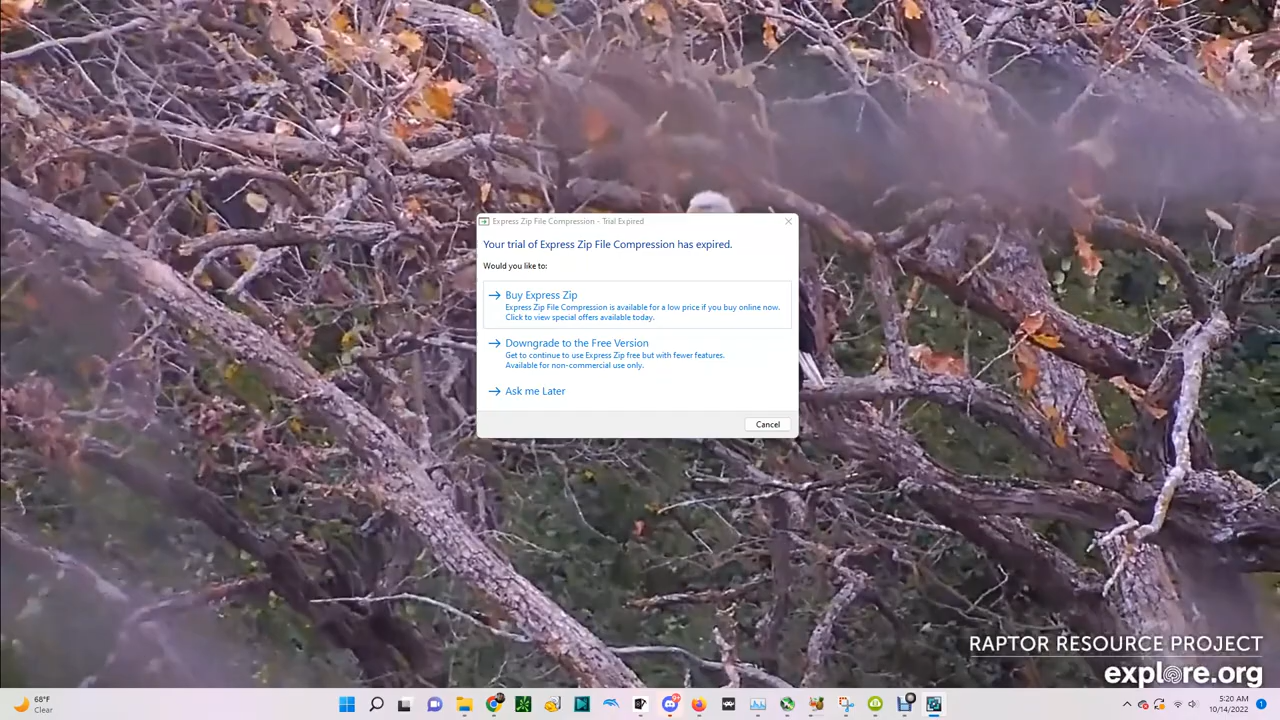 Express Zip File Compression - Trial Expired
Your trial of Express Zip File Compression has expired.
Would you like to:
Buy Express Zip
Express Zip File Compression is available for a low price if you buy online now.
Click to view special offers available today.
Downgrade to the Free Version
Get to continue to use Express Zip free but with fewer features.
Available for non-commercial use only.
Ask me Later
Cancel
RAPTOR RESOURCE PROJECT
explore.org
68°F
Clear
9+
5:20 AM
10/14/2022
1